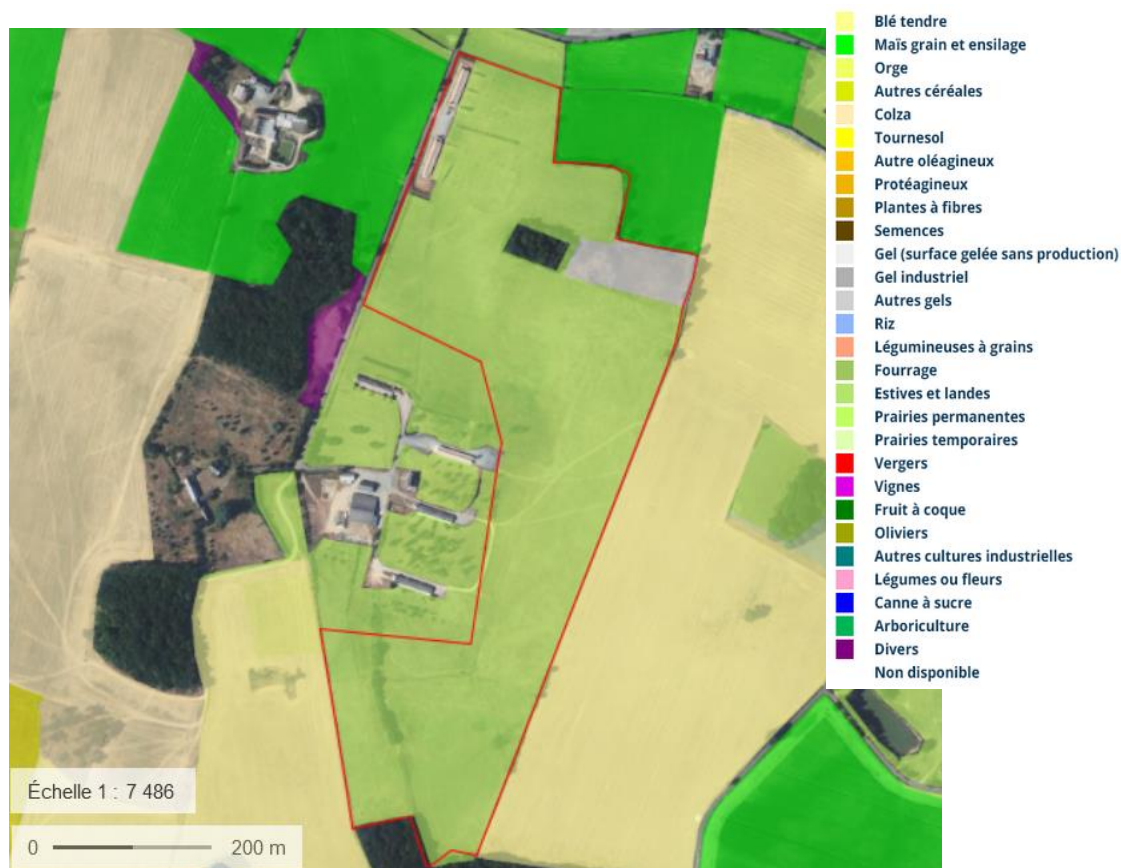 Blé tendre
Maïs grain et ensilage
Orge
Autres céréales
Colza
Tournesol
Autre oléagineux
Protéagineux
Plantes à fibres
Semences
Gel (surface gelée sans production)
Gel industriel
Autres gels
Riz
Légumineuses à grains
Fourrage
Estives et landes
Prairies permanentes
Prairies temporaires
Vergers
Vignes
Fruit à coque
Oliviers
Autres cultures industrielles
Légumes ou fleurs
Canne à sucre
Arboriculture
Divers
Non disponible
Échelle 1 : 7 486
0 200 m